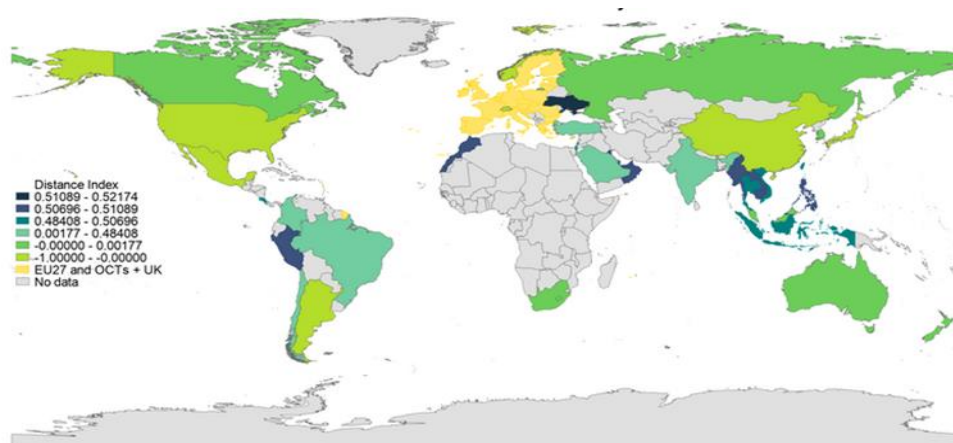 Distance Index
0.51089 - 0.52174
0.50696 - 0.51089
0.48408 - 0.50696
0.00177 - 0.48408
-0.00000 - 0.00177
-1.00000 - -0.00000
EU27 and OCTs + UK
No data